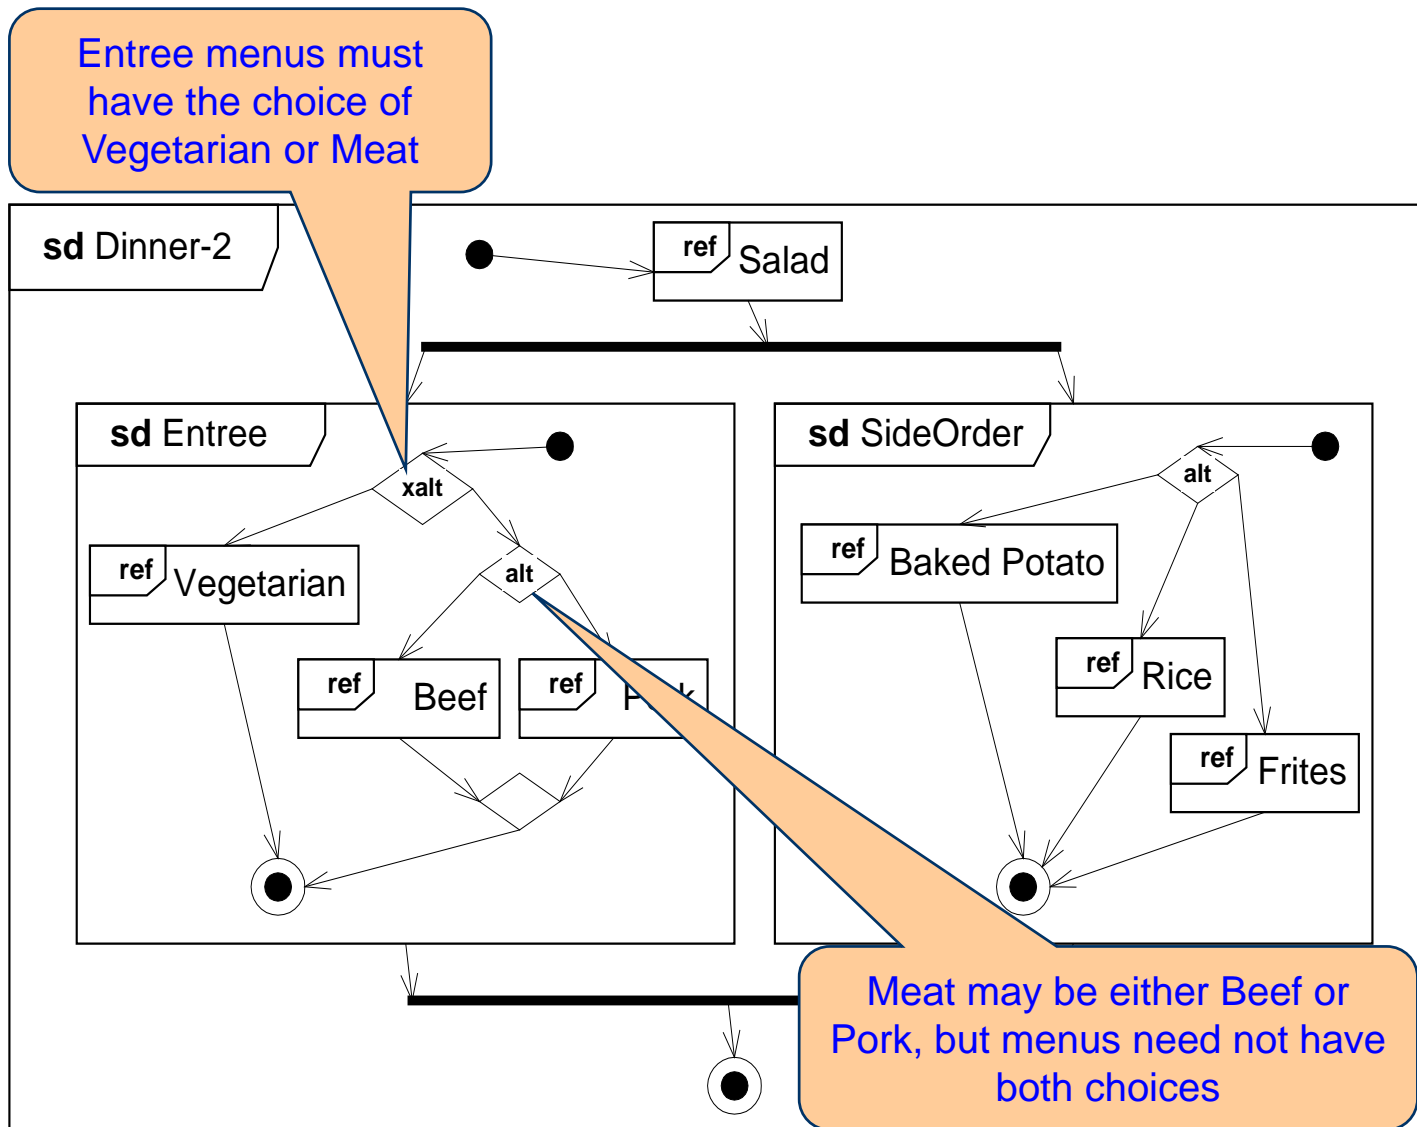 Entree menus must
have the choice of
Vegetarian or Meat
sd Dinner-2
ref Salad
sd Entree
sd SideOrder
xalt
alt
ref Vegetarian
alt
ref Baked Potato
ref Beef
ref
ref Rice
ref Frites
Meat may be either Beef or
Pork, but menus need not have
both choices